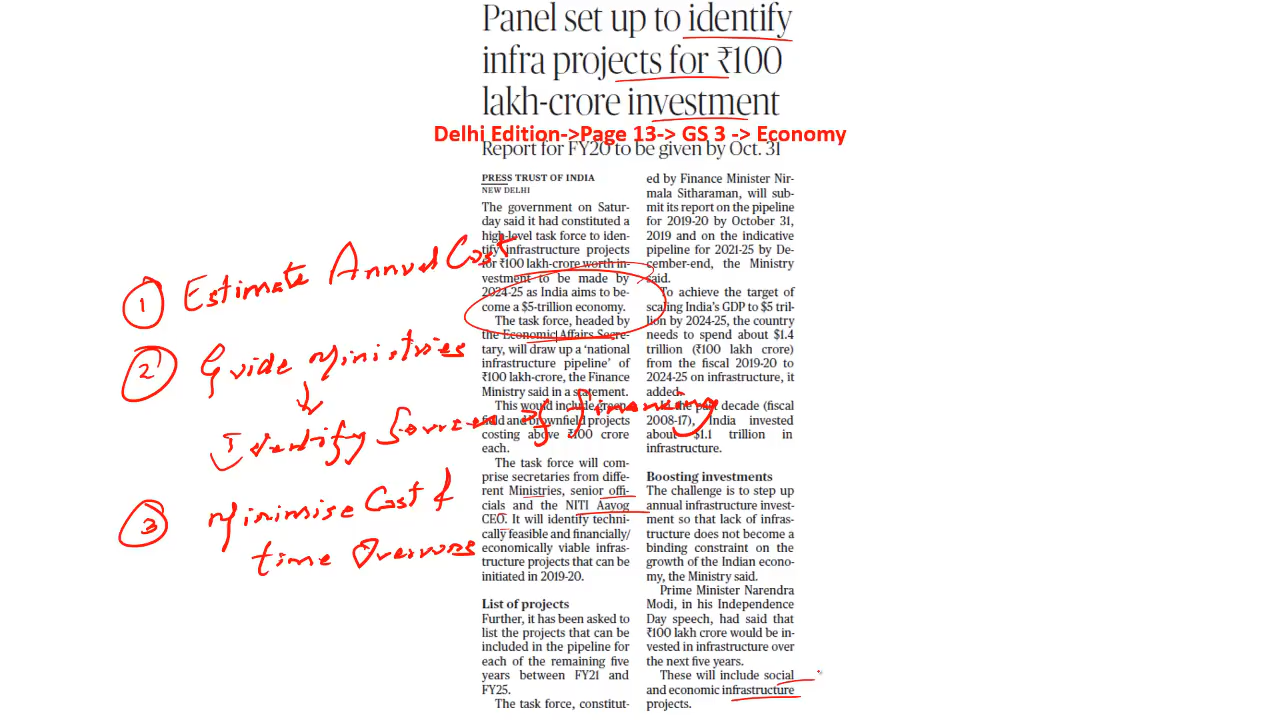 Panel set up to identify
infra projects for ₹100
lakh-crore investment
Delhi Edition->Page 13-> GS 3 -> Economy
Report for FY20 to be given by Oct. 31
PRESS TRUST OF INDIA
NEW DELHI
The government on Satur-
day said it had constituted a
high-level task force to iden-
tify infrastructure projects
for ₹100 lakh-crore worth in-
vestment to be made by
2024-25 as India aims to be-
come a $5-trillion economy.
The task force, headed by
the Economic Affairs Secre-
tary, will draw up a ‘national
infrastructure pipeline’ of
₹100 lakh-crore, the Finance
Ministry said in a statement.
This would include green-
field and brownfield projects
costing above ₹100 crore
each.
The task force will com-
prise secretaries from diffe-
rent Ministries, senior offi-
cials and the NITI Aayog
CEO. It will identify techni-
cally feasible and financially/
economically viable infras-
tructure projects that can be
initiated in 2019-20.
List of projects
Further, it has been asked to
list the projects that can be
included in the pipeline for
each of the remaining five
years between FY21 and
FY25.
The task force, constitut-
ed by Finance Minister Nir-
mala Sitharaman, will sub-
mit its report on the pipeline
for 2019-20 by October 31,
2019 and on the indicative
pipeline for 2021-25 by De-
cember-end, the Ministry
said.
To achieve the target of
scaling India’s GDP to $5 tril-
lion by 2024-25, the country
needs to spend about $1.4
trillion (₹100 lakh crore)
from the fiscal 2019-20 to
2024-25 on infrastructure, it
added.
In the past decade (fiscal
2008-17), India invested
about $1.1 trillion in
infrastructure.
Boosting investments
The challenge is to step up
annual infrastructure invest-
ment so that lack of infras-
tructure does not become a
binding constraint on the
growth of the Indian econo-
my, the Ministry said.
Prime Minister Narendra
Modi, in his Independence
Day speech, had said that
₹100 lakh crore would be in-
vested in infrastructure over
the next five years.
These will include social
and economic infrastructure
projects.
1 Estimate Annual Cost
2 Guide Ministries
Identify Sources of financing
3 Minimise Cost &
time Overruns